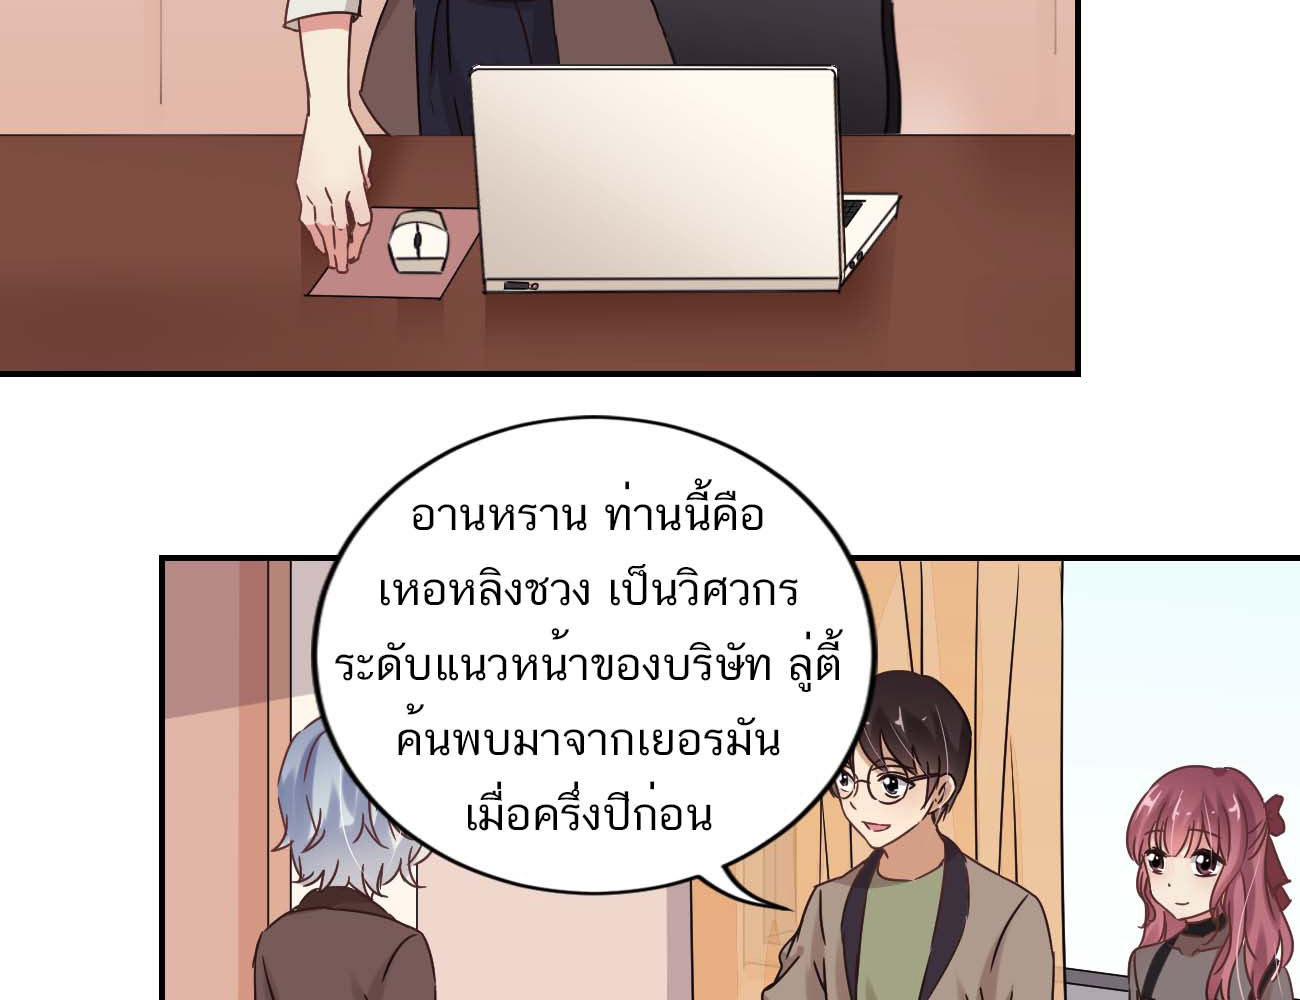 อานหราน ท่านนี้คือ
เหอหลิงชวง เป็นวิศวกร
ระดับแนวหน้าของบริษัท ลู่ตี้
ค้นพบมาจากเยอรมัน
เมื่อครึ่งปีก่อน